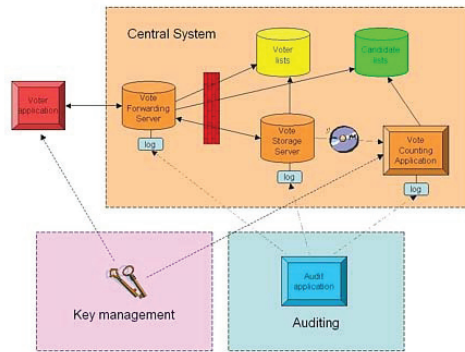 Central System
Voter
lists
Candidate
lists
Voter
application
Vote
Forwarding
Server
log
Vote
Storage
Server
log
Vote
Counting
Application
log
Key management
Audit
application
Auditing